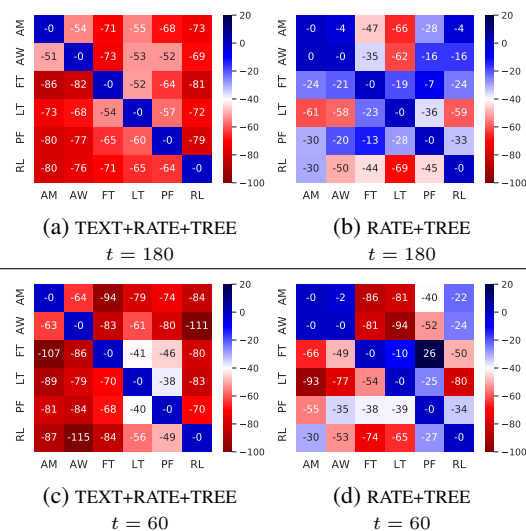 AM -0 -54 -71 -55 -68 -73
AW -51 -0 -73 -53 -52 -69
FT -86 -82 -0 -52 -64 -81
LT -73 -68 -54 -0 -57 -72
PF -80 -77 -65 -60 -0 -79
RL -80 -76 -71 -65 -64 -0
AM AW FT LT PF RL
20
0
−20
−40
−60
−80
−100
(a) TEXT+RATE+TREE
t = 180
AM -0 -4 -47 -66 -28 -4
AW 0 -0 -35 -62 -16 -16
FT -24 -21 -0 -19 -7 -24
LT -61 -58 -23 -0 -36 -59
PF -30 -20 -13 -28 -0 -33
RL -30 -50 -44 -69 -45 -0
AM AW FT LT PF RL
20
0
−20
−40
−60
−80
−100
(b) RATE+TREE
t = 180
AM -0 -64 -94 -79 -74 -84
AW -63 -0 -83 -61 -80 -111
FT -107 -86 -0 -41 -46 -80
LT -89 -79 -70 -0 -38 -83
PF -81 -84 -68 -40 -0 -70
RL -87 -115 -84 -56 -49 -0
AM AW FT LT PF RL
20
0
−20
−40
−60
−80
−100
(c) TEXT+RATE+TREE
t = 60
AM -0 -2 -86 -81 -40 -22
AW -0 -0 -81 -94 -52 -24
FT -66 -49 -0 -10 26 -50
LT -93 -77 -54 -0 -25 -80
PF -55 -35 -38 -39 -0 -34
RL -30 -53 -74 -65 -27 -0
AM AW FT LT PF RL
20
0
−20
−40
−60
−80
−100
(d) RATE+TREE
t = 60